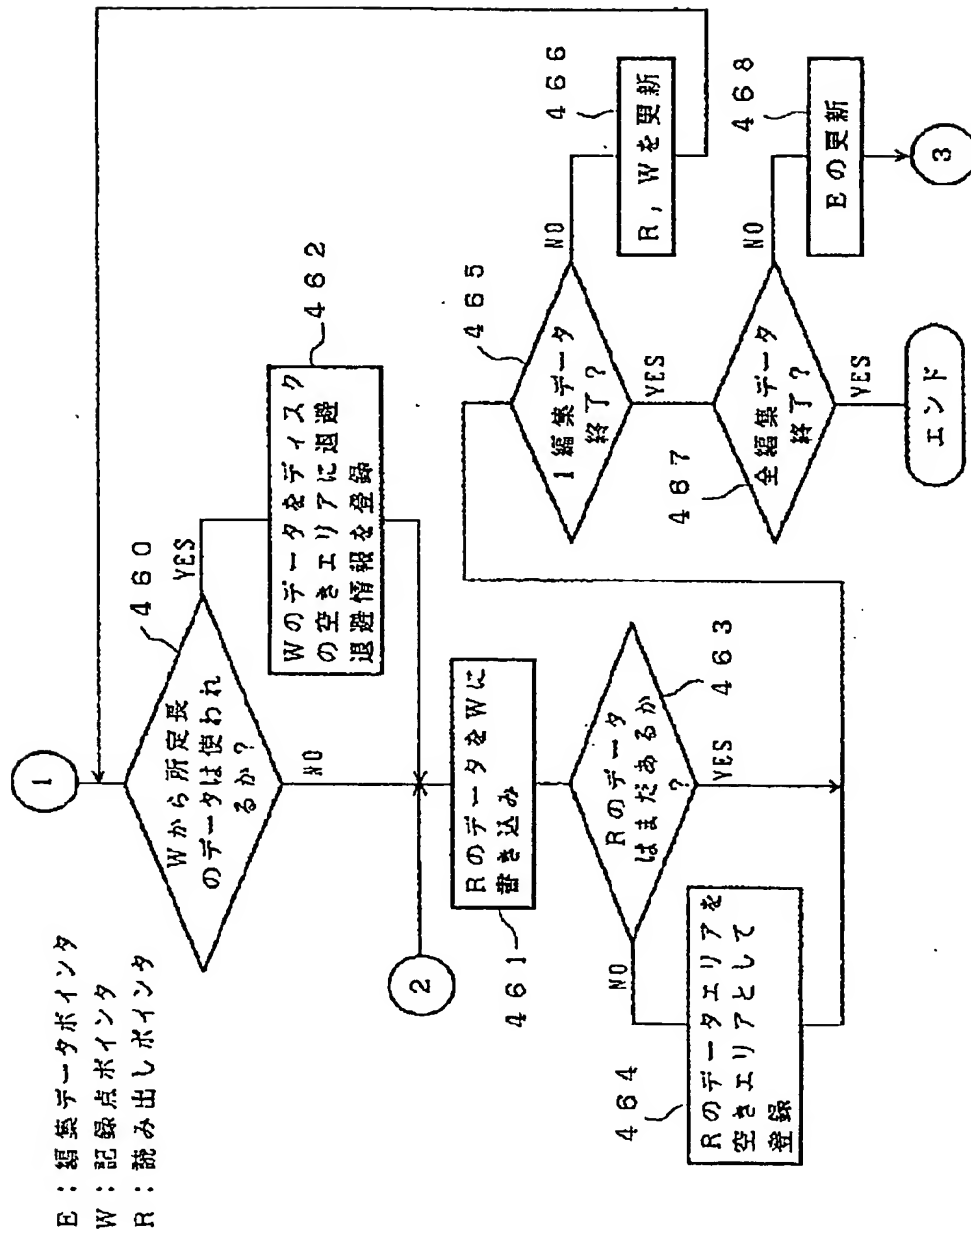 E：編集データポインタ
W：記録点ポインタ
R：読み出しポインタ
1
Wから所定長
のデータは使われ
るか？
460
YES
NO
Wのデータをディスク
の空きエリアに退避
退避情報を登録
462
2
Rのデータをwに
書き込み
461
Rのデータ
はまだあるか
？
463
NO
YES
Rのデータエリアを
空きエリアとして
登録
464
1編集データ
終了？
465
NO
YES
R，Wを更新
466
全編集データ
終了？
467
NO
YES
Eの更新
468
3
エンド